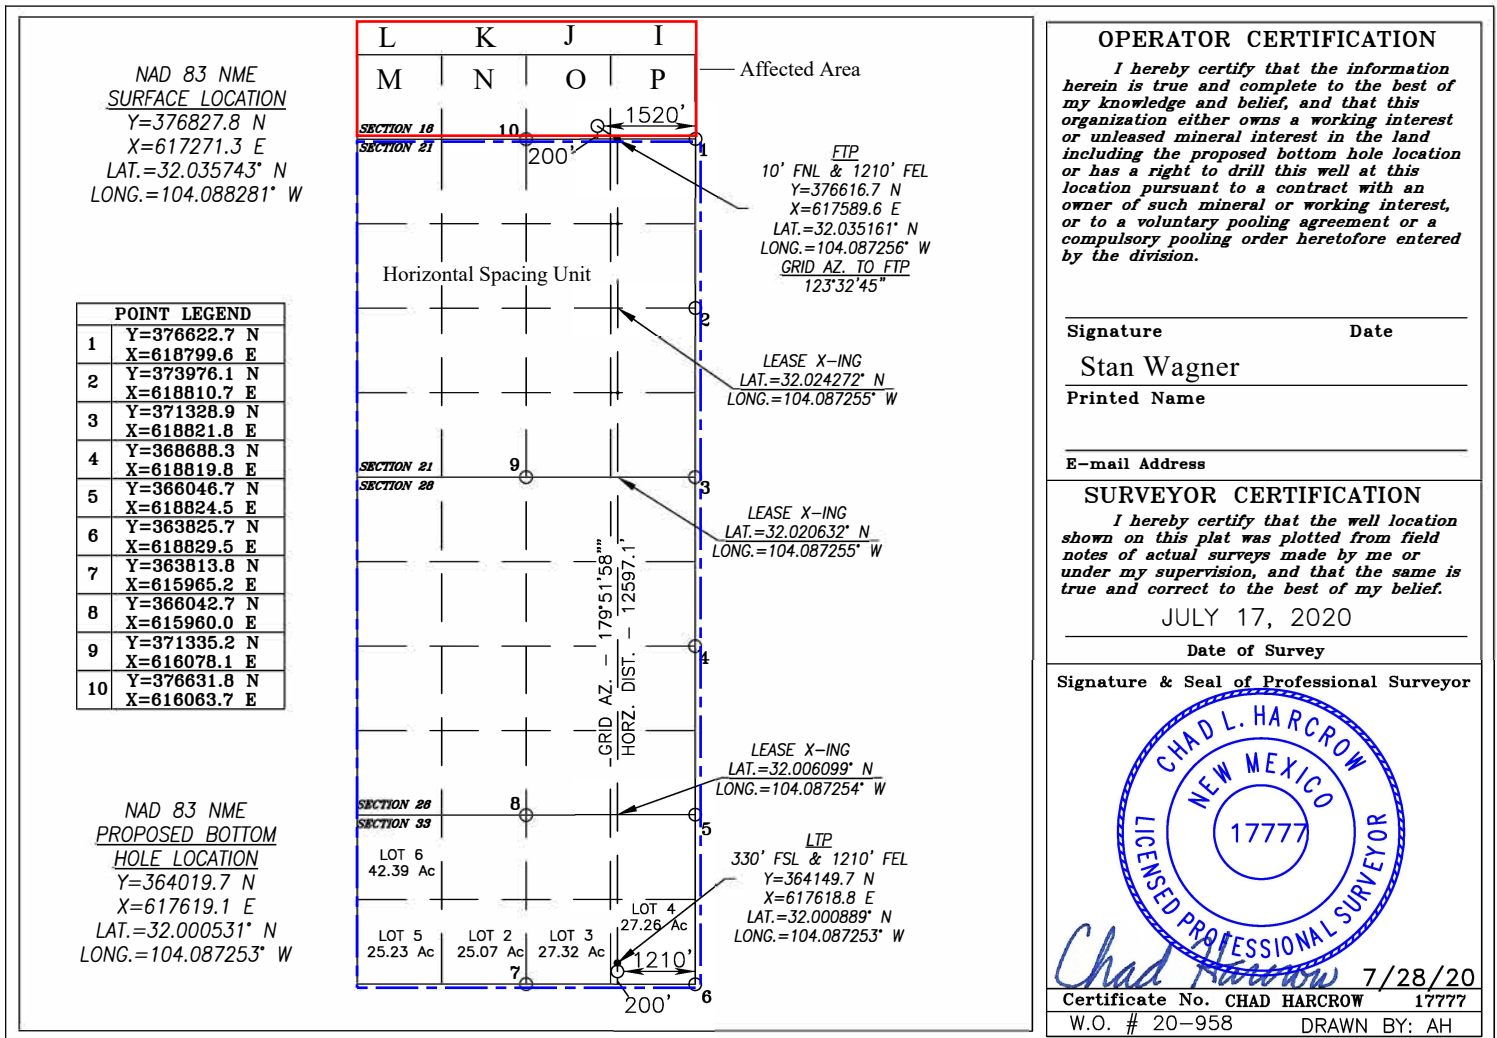 NAD 83 NME
SURFACE LOCATION
Y=376827.8 N
X=617271.3 E
LAT.=32.035743° N
LONG.=104.088281° W
POINT LEGEND
1 Y=376622.7 N
X=618799.6 E
2 Y=373976.1 N
X=618810.7 E
3 Y=371328.9 N
X=618821.8 E
4 Y=368688.3 N
X=618819.8 E
5 Y=366046.7 N
X=618824.5 E
6 Y=363825.7 N
X=618829.5 E
7 Y=363813.8 N
X=615965.2 E
8 Y=366042.7 N
X=615960.0 E
9 Y=371335.2 N
X=616078.1 E
10 Y=376631.8 N
X=616063.7 E
NAD 83 NME
PROPOSED BOTTOM
HOLE LOCATION
Y=364019.7 N
X=617619.1 E
LAT.=32.000531° N
LONG.=104.087253° W
L K J I
M N O P
Affected Area
1520'
SECTION 16
10
SECTION 21
200'
1
FTP
10' FNL & 1210' FEL
Y=376616.7 N
X=617589.6 E
LAT.=32.035161° N
LONG.=104.087256° W
GRID AZ. TO FTP
123°32'45"
Horizontal Spacing Unit
2
LEASE X-ING
LAT.=32.024272° N
LONG.=104.087255° W
SECTION 21
9
SECTION 28
3
LEASE X-ING
LAT.=32.020632° N
LONG.=104.087255° W
GRID AZ. - 179°51'58""
HORZ. DIST. - 12597.1'
4
LEASE X-ING
LAT.=32.006099° N
LONG.=104.087254° W
SECTION 28
8
SECTION 33
5
LOT 6
42.39 Ac
LTP
330' FSL & 1210' FEL
Y=364149.7 N
X=617618.8 E
LAT.=32.000889° N
LONG.=104.087253° W
LOT 4
27.26 Ac
LOT 5
25.23 Ac
LOT 2
25.07 Ac
LOT 3
27.32 Ac
1210'
7
6
200'
OPERATOR CERTIFICATION
I hereby certify that the information
herein is true and complete to the best of
my knowledge and belief, and that this
organization either owns a working interest
or unleased mineral interest in the land
including the proposed bottom hole location
or has a right to drill this well at this
location pursuant to a contract with an
owner of such mineral or working interest,
or to a voluntary pooling agreement or a
compulsory pooling order heretofore entered
by the division.
Signature Date
Stan Wagner
Printed Name
E-mail Address
SURVEYOR CERTIFICATION
I hereby certify that the well location
shown on this plat was plotted from field
notes of actual surveys made by me or
under my supervision, and that the same is
true and correct to the best of my belief.
JULY 17, 2020
Date of Survey
Signature & Seal of Professional Surveyor
CHAD L. HARCROW
NEW MEXICO
17777
LICENSED PROFESSIONAL SURVEYOR
Chad Harcrow 7/28/20
Certificate No. CHAD HARCROW 17777
W.O. # 20-958 DRAWN BY: AH